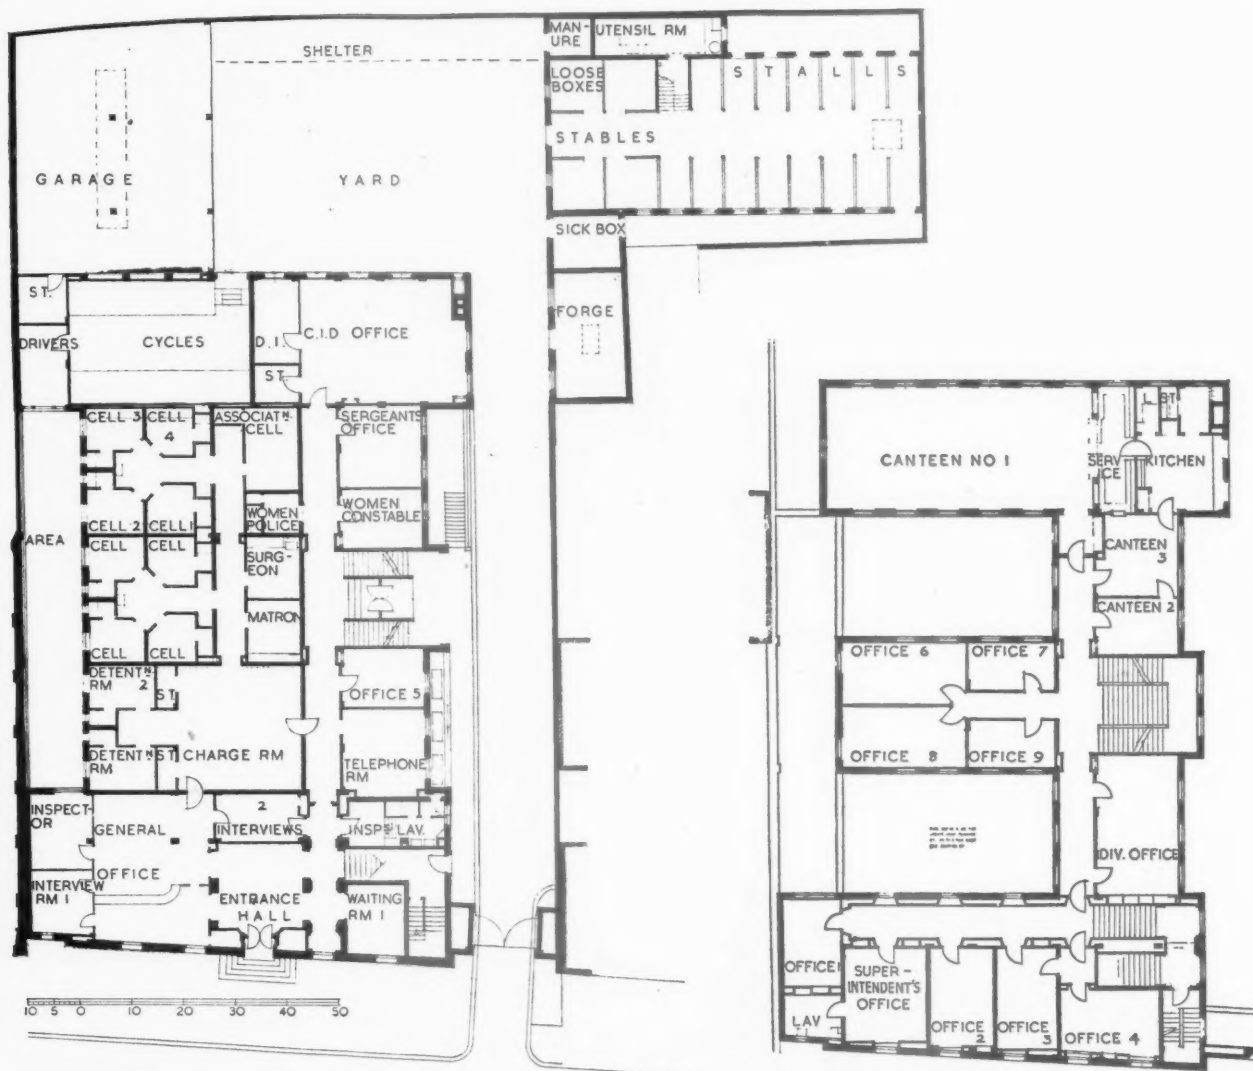 MAN-
URE
UTENSIL RM
SHELTER
LOOSE
BOXES
S T A L L S
STABLES
GARAGE
YARD
SICK BOX
ST.
FORGE
DRIVERS
CYCLES
D. I.
C.I.D OFFICE
ST.
CELL 3
CELL
4
ASSOCIATN.
CELL
SERGEANTS
OFFICE
CELL 2
CELL 1
WOMEN
POLICE
WOMEN
CONSTABLES
AREA
CELL
CELL
SURG-
EON
MATRON
CELL
CELL
DETENTN.
RM 2
ST.
OFFICE 5
DETENTN.
RM
ST.
CHARGE RM
TELEPHONE
RM
INSPECT-
OR
GENERAL
OFFICE
2
INTERVIEWS
INSPS.
LAV.
INTERVIEW
RM 1
ENTRANCE
HALL
WAITING
RM 1
10 5 0 10 20 30 40 50
CANTEEN NO 1
SERV
ICE
ST
KITCHEN
CANTEEN
3
CANTEEN 2
OFFICE 6
OFFICE 7
OFFICE 8
OFFICE 9
DIV. OFFICE
OFFICE 1
SUPER-
INTENDENT'S
OFFICE
LAV
OFFICE
2
OFFICE
3
OFFICE 4